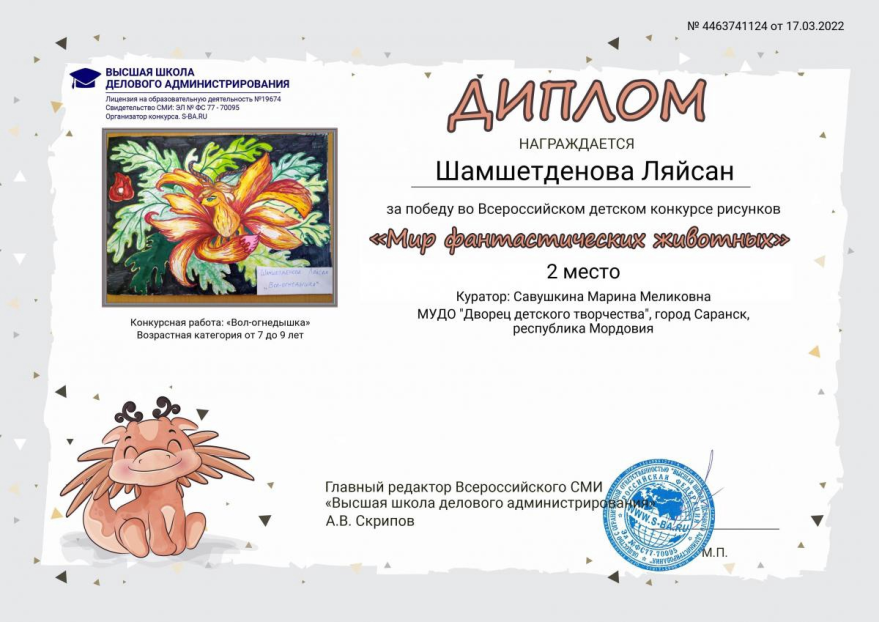 № 4463741124 от 17.03.2022
ВЫСШАЯ ШКОЛА
ДЕЛОВОГО АДМИНИСТРИРОВАНИЯ
Лицензия на образовательную деятельность №19674
Свидетельство СМИ: ЭЛ № ФС 77 - 70095
Организатор конкурса. S-BA.RU
ДИПЛОМ
НАГРАЖДАЕТСЯ
Шамшетденова Ляйсан
за победу во Всероссийском детском конкурсе рисунков
«Мир фантастических животных»
2 место
Куратор: Савушкина Марина Меликовна
МУДО "Дворец детского творчества", город Саранск,
республика Мордовия
Шамшетденова Ляйсан
"Вол-огнедышка"
Конкурсная работа: «Вол-огнедышка»
Возрастная категория от 7 до 9 лет
Главный редактор Всероссийского СМИ
«Высшая школа делового администрирования»
А.В. Скрипов
РОССИЙСКАЯ ФЕДЕРАЦИЯ
WWW.S-BA.RU
М.П.